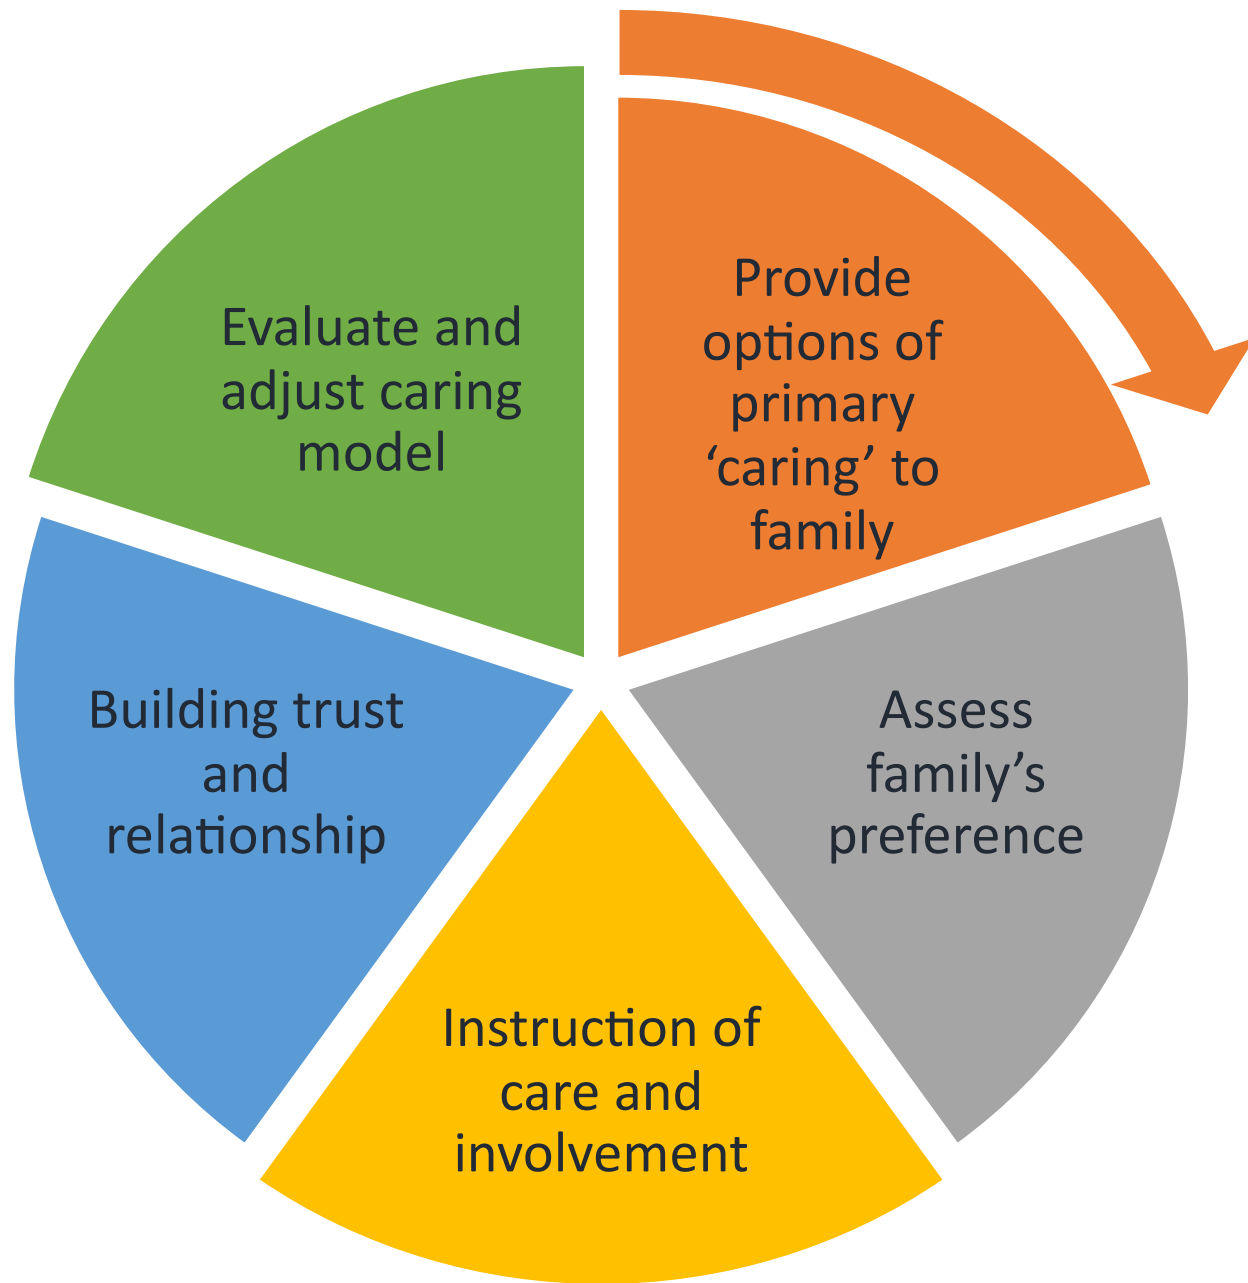 Provide
options of
primary
‘caring’ to
family
Assess
family’s
preference
Instruction of
care and
involvement
Building trust
and
relationship
Evaluate and
adjust caring
model